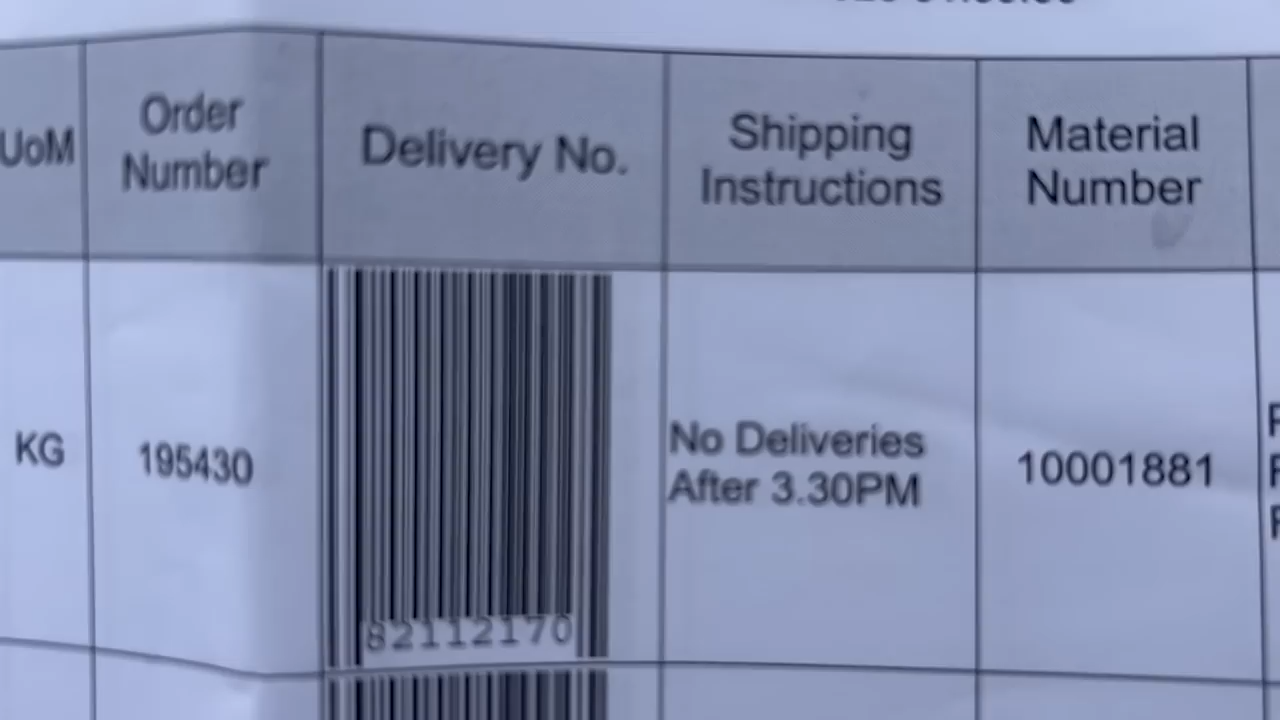 UoM
Order
Number
Delivery No.
Shipping
Instructions
Material
Number
KG
195430
82112170
No Deliveries
After 3.30PM
10001881